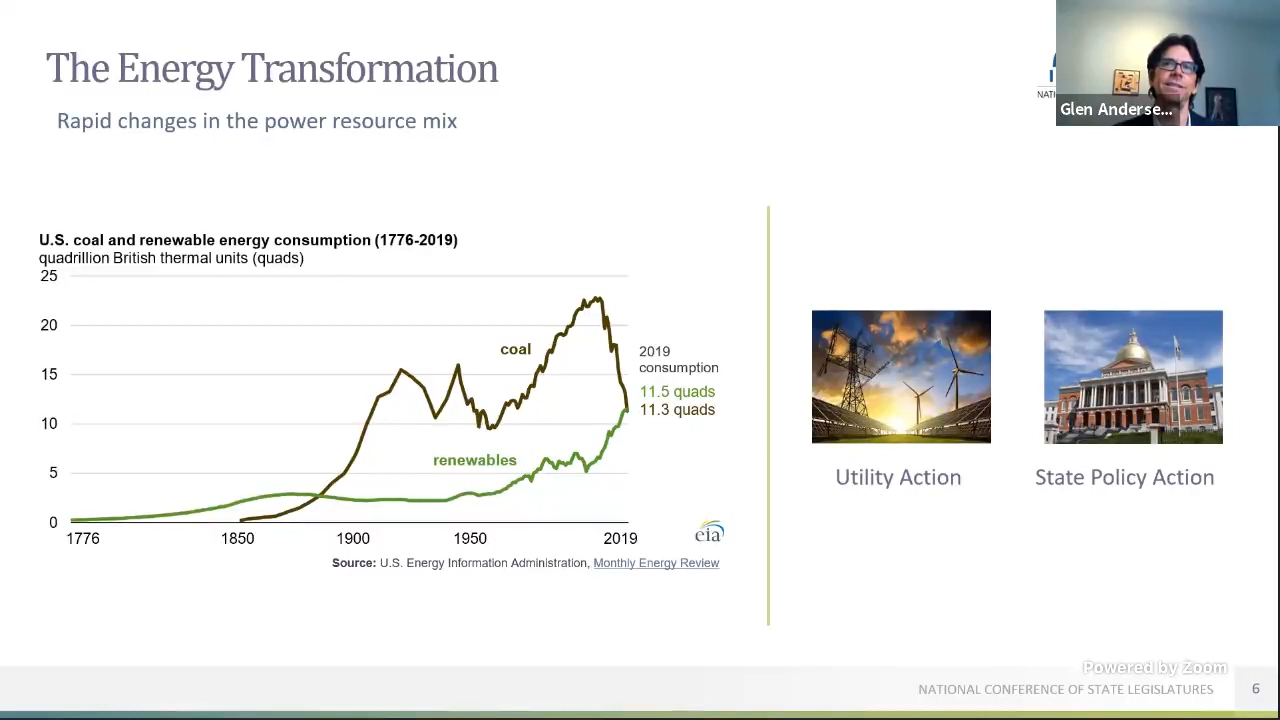 The Energy Transformation
Rapid changes in the power resource mix
NATI
Glen Anderse...
U.S. coal and renewable energy consumption (1776-2019)
quadrillion British thermal units (quads)
25
20
15
10
5
0
coal
renewables
2019
consumption
11.5 quads
11.3 quads
1776 1850 1900 1950 2019
eia
Source: U.S. Energy Information Administration, Monthly Energy Review
Utility Action
State Policy Action
Powered by Zoom
NATIONAL CONFERENCE OF STATE LEGISLATURES 6